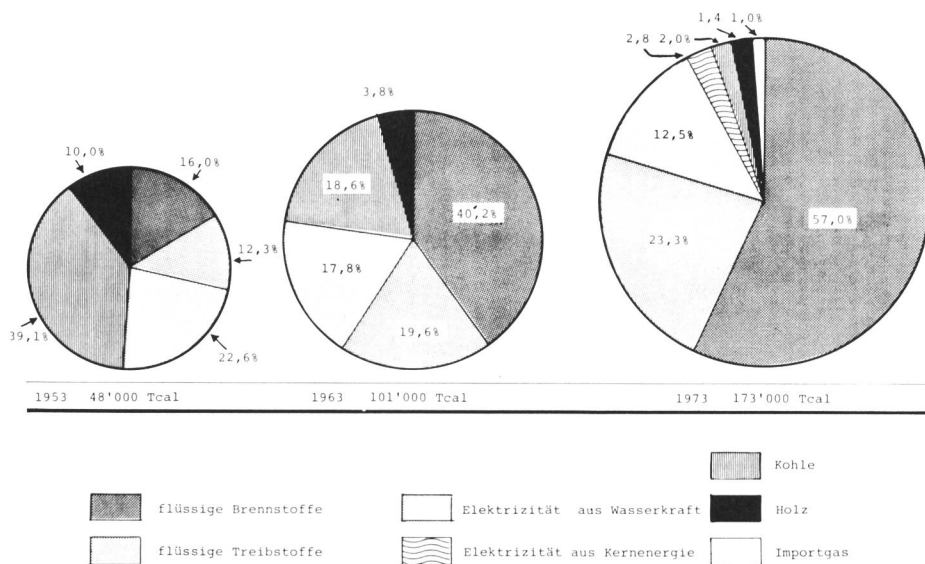 1,4 1,0%
2,8 2,0%
3,8%
12,5%
10,0%
16,0%
18,6%
40,2%
57,0%
23,3%
12,3%
17,8%
39,1%
19,6%
22,6%
1953 48'000 Tcal
1963 101'000 Tcal
1973 173'000 Tcal
Kohle
flüssige Brennstoffe
Elektrizität aus Wasserkraft
Holz
flüssige Treibstoffe
Elektrizität aus Kernenergie
Importgas